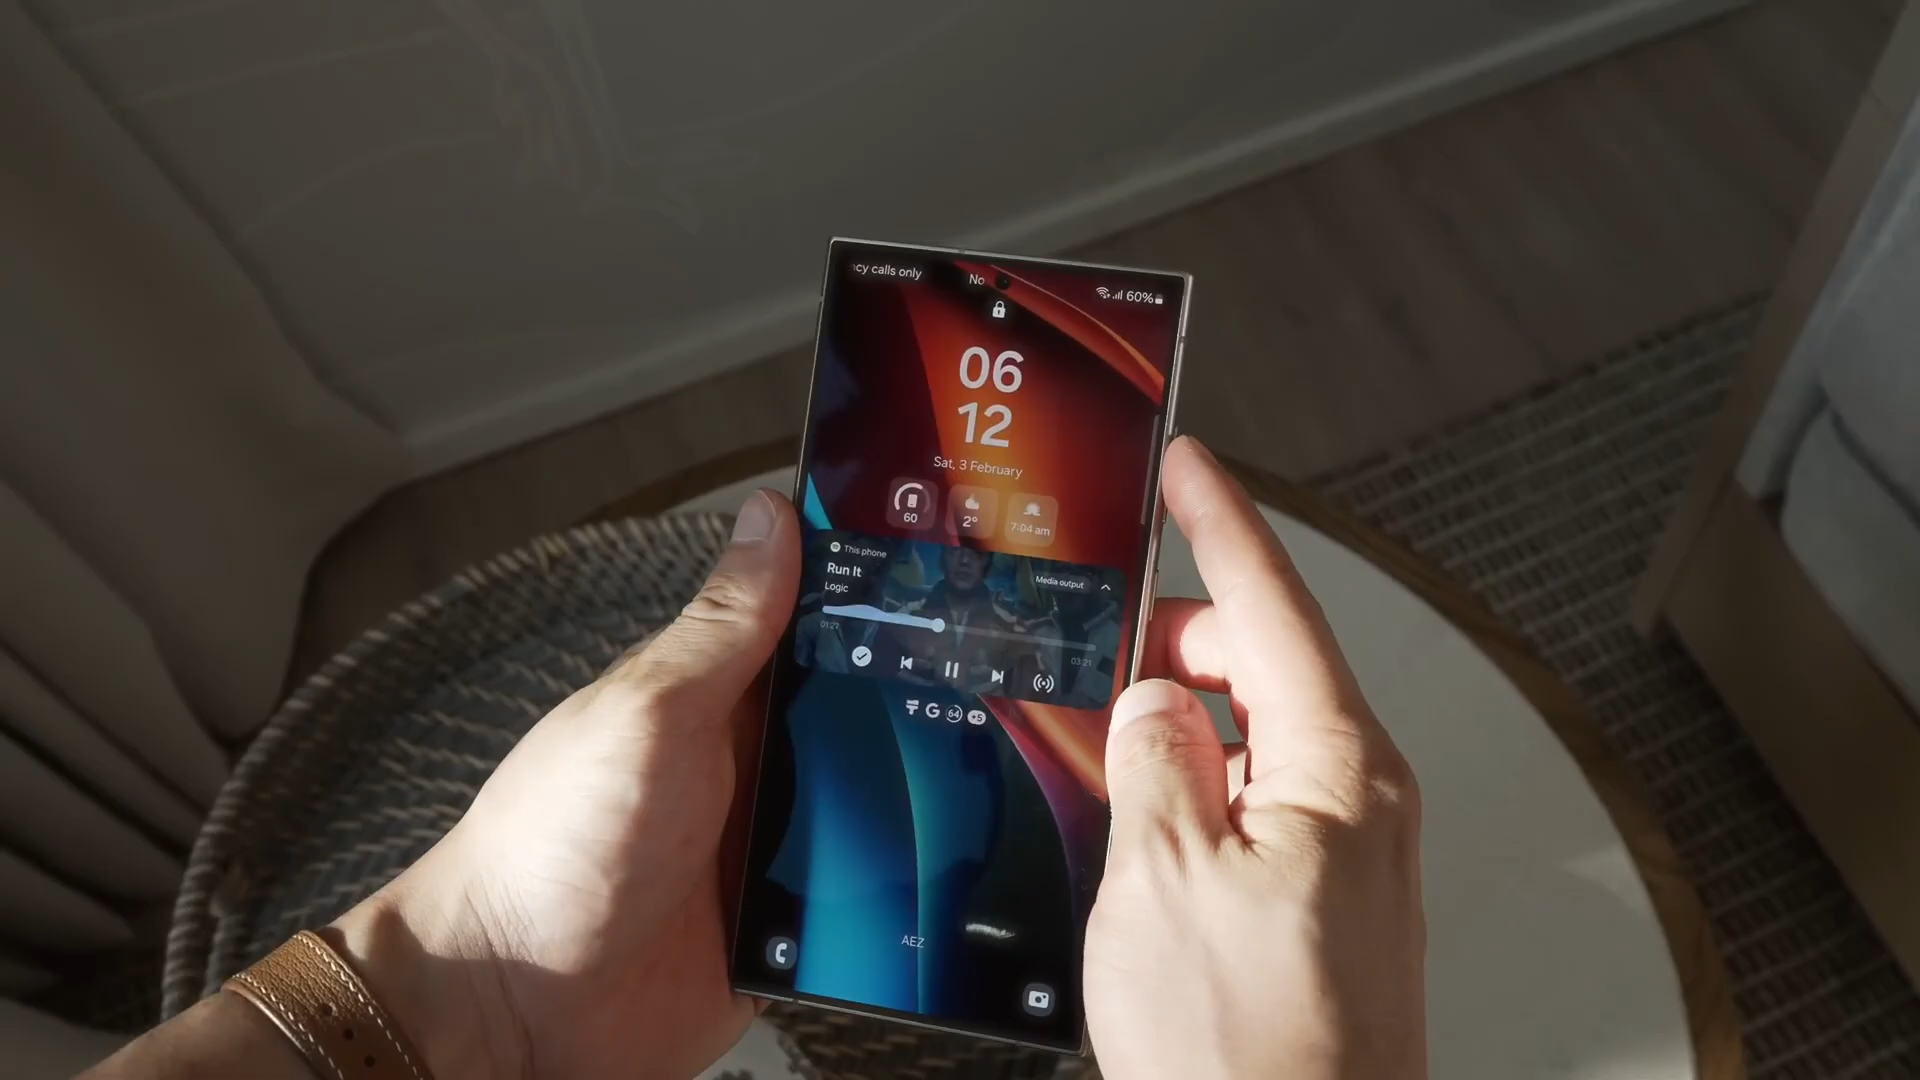 ncy calls only
No
60%
06
12
Sat, 3 February
60
2°
7:04 am
This phone
Run It
Media output
Logic
01:27
03:21
G 64 +5
AEZ